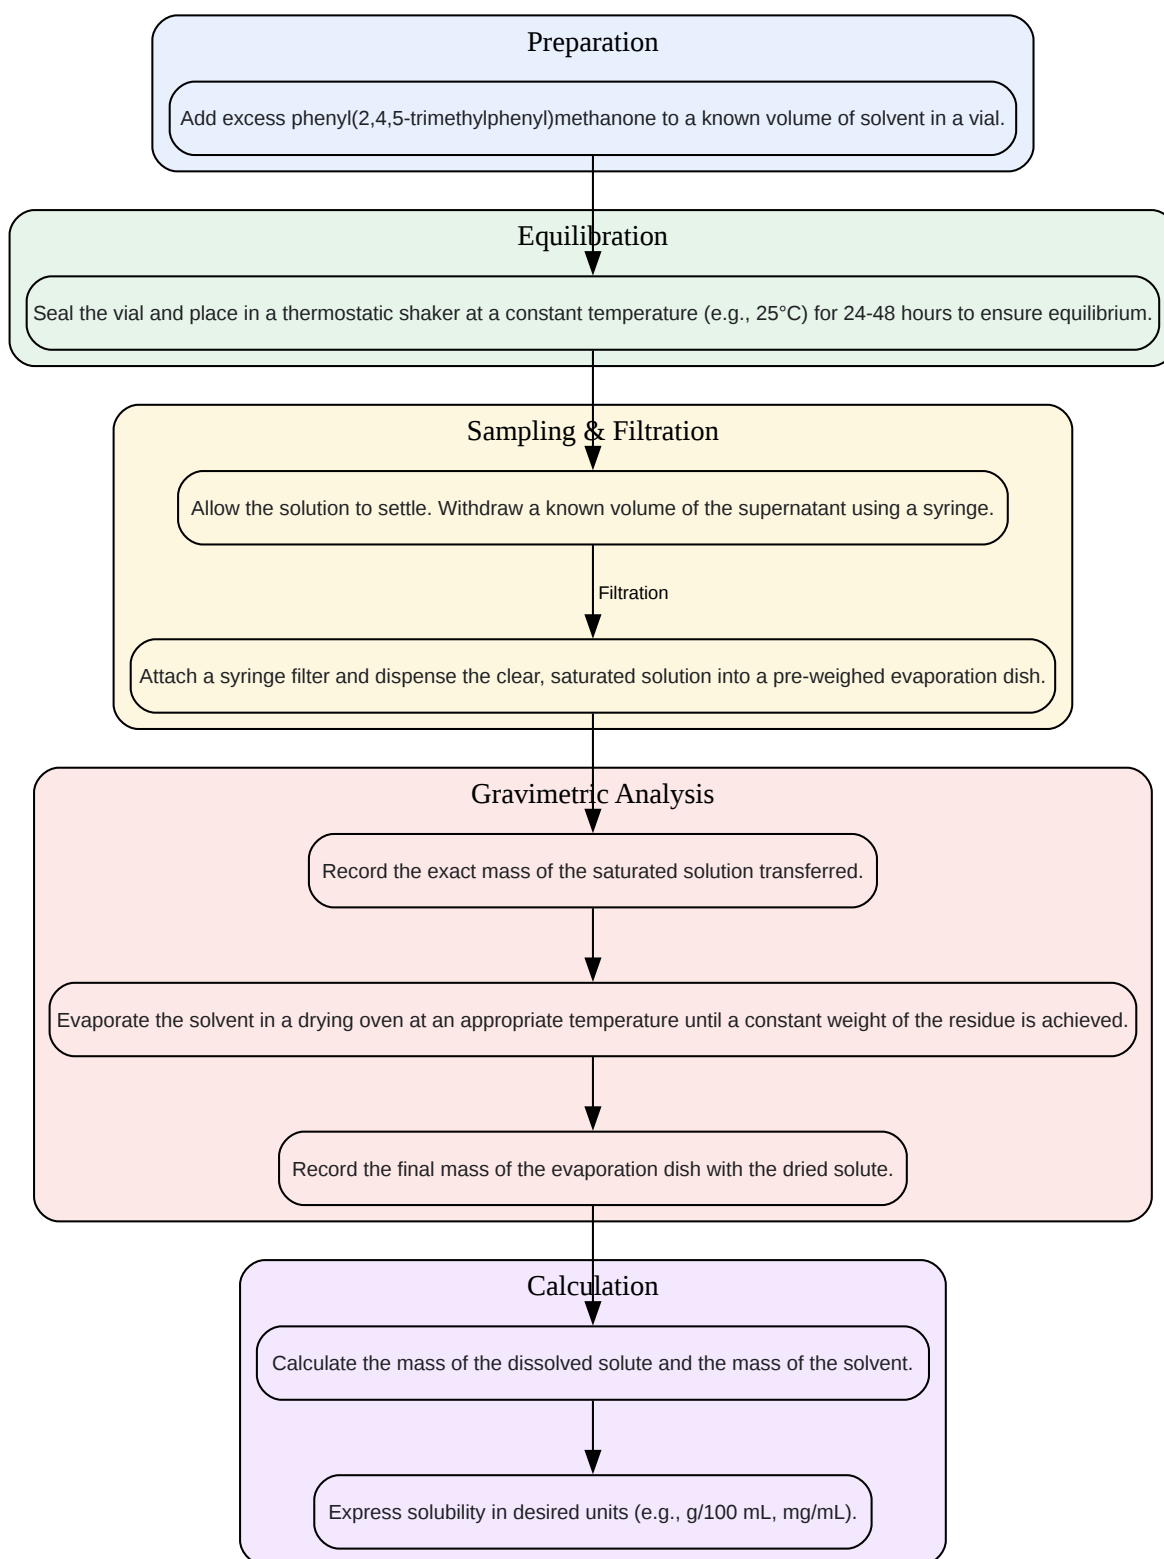 Preparation
Add excess phenyl(2,4,5-trimethylphenyl)methanone to a known volume of solvent in a vial.
Equilibration
Seal the vial and place in a thermostatic shaker at a constant temperature (e.g., 25°C) for 24-48 hours to ensure equilibrium.
Sampling & Filtration
Allow the solution to settle. Withdraw a known volume of the supernatant using a syringe.
Filtration
Attach a syringe filter and dispense the clear, saturated solution into a pre-weighed evaporation dish.
Gravimetric Analysis
Record the exact mass of the saturated solution transferred.
Evaporate the solvent in a drying oven at an appropriate temperature until a constant weight of the residue is achieved.
Record the final mass of the evaporation dish with the dried solute.
Calculation
Calculate the mass of the dissolved solute and the mass of the solvent.
Express solubility in desired units (e.g., g/100 mL, mg/mL).